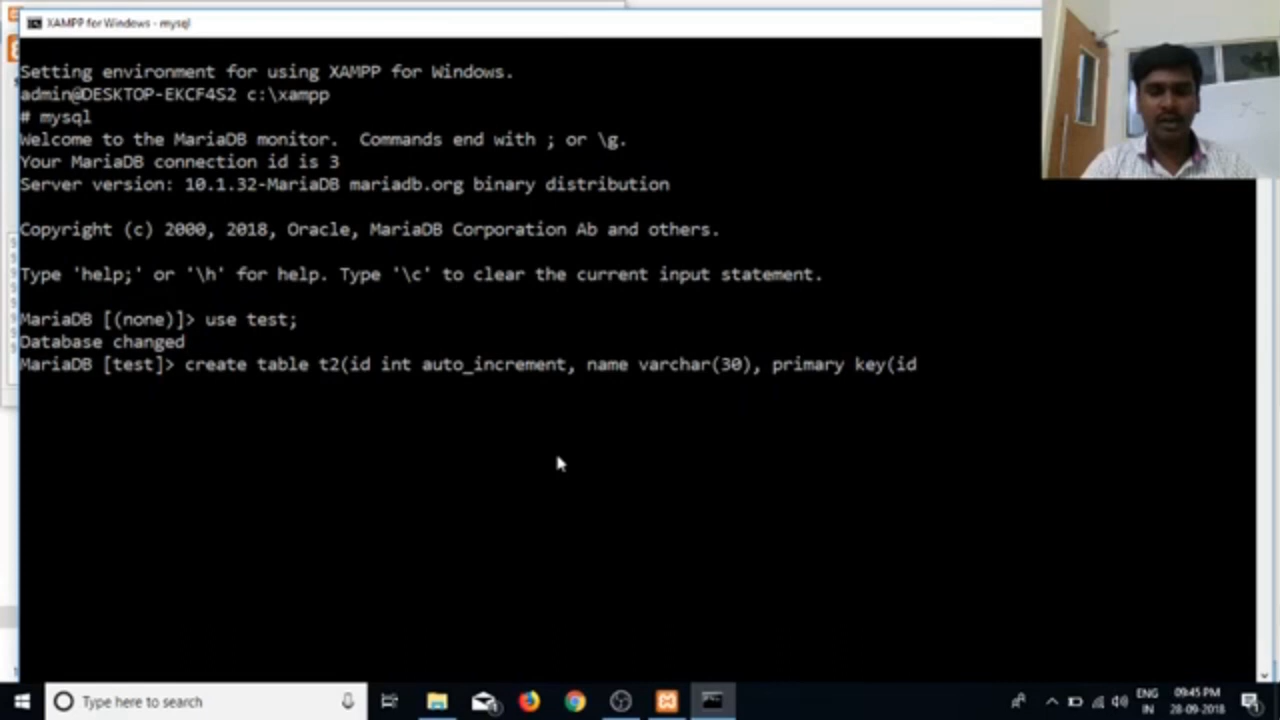 XAMPP for Windows - mysql
Setting environment for using XAMPP for Windows.
admin@DESKTOP-EKCF4S2 c:\xampp
# mysql
Welcome to the MariaDB monitor.  Commands end with ; or \g.
Your MariaDB connection id is 3
Server version: 10.1.32-MariaDB mariadb.org binary distribution
Copyright (c) 2000, 2018, Oracle, MariaDB Corporation Ab and others.
Type 'help;' or '\h' for help. Type '\c' to clear the current input statement.
MariaDB [(none)]> use test;
Database changed
MariaDB [test]> create table t2(id int auto_increment, name varchar(30), primary key(id
Type here to search
ENG
IN
09:45 PM
28-09-2018